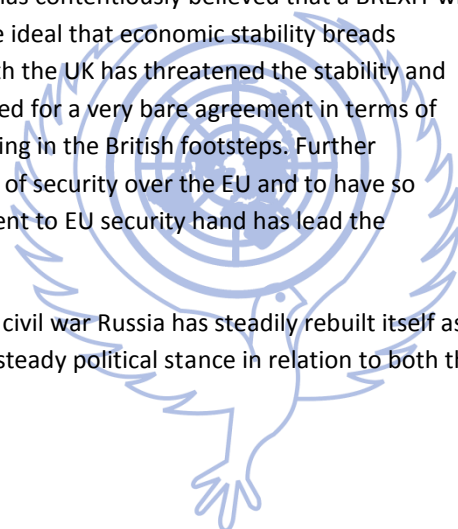 has contentiously believed that a BREXIT w
e ideal that economic stability breads
th the UK has threatened the stability and
ed for a very bare agreement in terms of
ing in the British footsteps. Further
of security over the EU and to have so
ent to EU security hand has lead the
civil war Russia has steadily rebuilt itself as
steady political stance in relation to both th